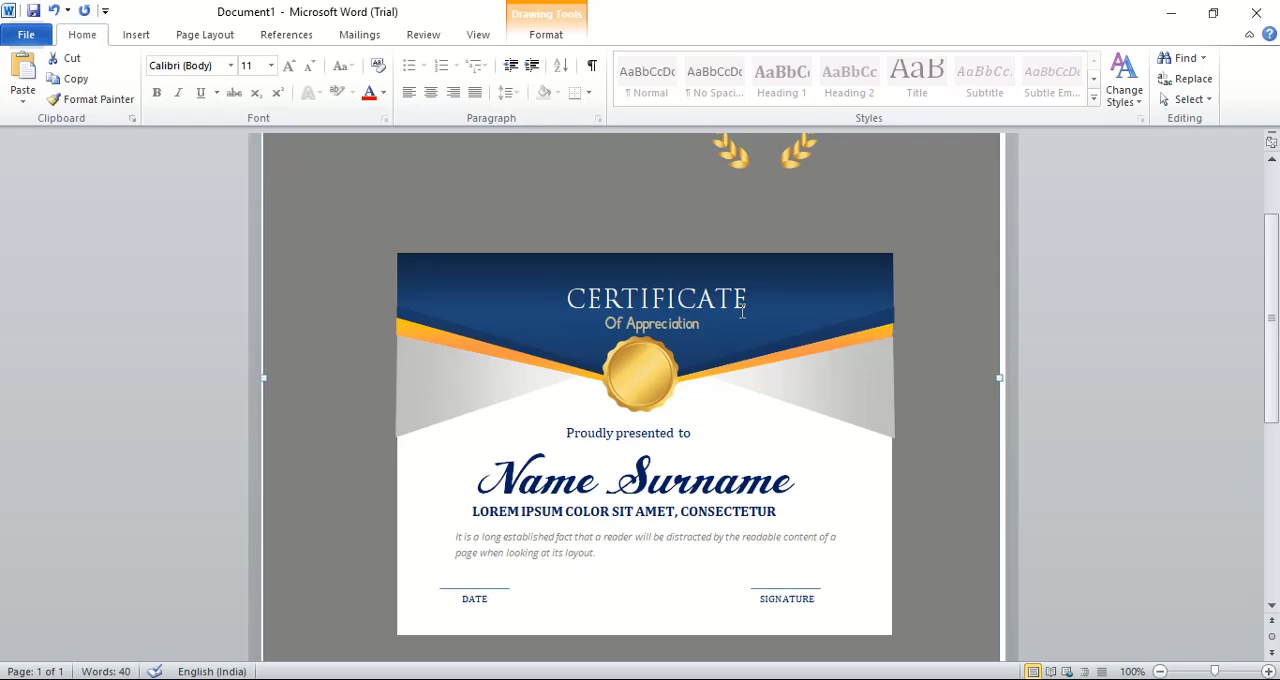 Document1 - Microsoft Word (Trial)
Drawing Tools
File Home Insert Page Layout References Mailings Review View Format
Paste
Cut
Copy
Format Painter
Clipboard
Calibri (Body) 11
Font
Paragraph
AaBbCcDc AaBbCcDc AaBbCc AaBbCc AaB AaBbCc. AaBbCcDc
¶ Normal ¶ No Spaci... Heading 1 Heading 2 Title Subtitle Subtle Em...
Change Styles
Styles
Find
Replace
Select
Editing
CERTIFICATE
Of Appreciation
Proudly presented to
Name Surname
LOREM IPSUM COLOR SIT AMET, CONSECTETUR
It is a long established fact that a reader will be distracted by the readable content of a
page when looking at its layout.
DATE SIGNATURE
Page: 1 of 1 Words: 40 English (India) 100%